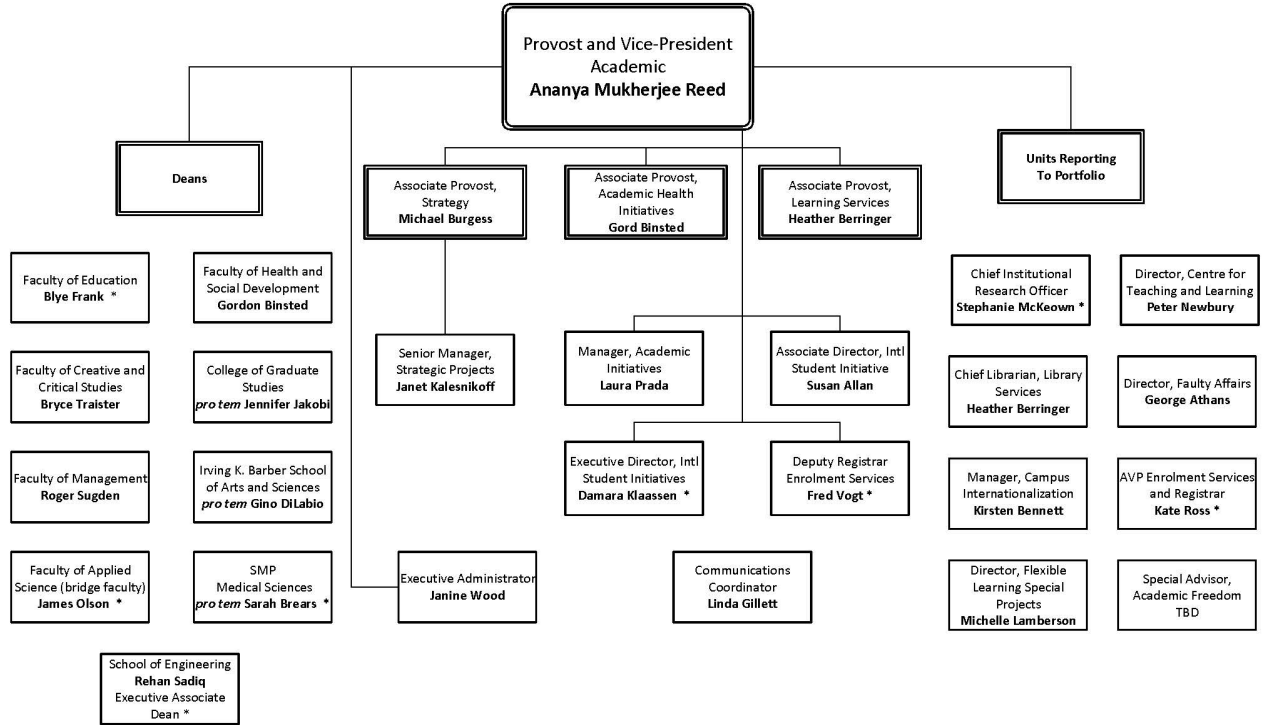 Provost and Vice-President
Academic
Ananya Mukherjee Reed
Deans
Associate Provost,
Strategy
Michael Burgess
Associate Provost,
Academic Health
Initiatives
Gord Binsted
Associate Provost,
Learning Services
Heather Berringer
Units Reporting
To Portfolio
Faculty of Education
Blye Frank *
Faculty of Health and
Social Development
Gordon Binsted
Chief Institutional
Research Officer
Stephanie McKeown *
Director, Centre for
Teaching and Learning
Peter Newbury
Faculty of Creative and
Critical Studies
Bryce Traister
College of Graduate
Studies
pro tem Jennifer Jakobi
Senior Manager,
Strategic Projects
Janet Kalesnikoff
Manager, Academic
Initiatives
Laura Prada
Associate Director, Intl
Student Initiative
Susan Allan
Chief Librarian, Library
Services
Heather Berringer
Director, Faulty Affairs
George Athans
Faculty of Management
Roger Sugden
Irving K. Barber School
of Arts and Sciences
pro tem Gino DiLabio
Executive Director, Intl
Student Initiatives
Damara Klaassen *
Deputy Registrar
Enrolment Services
Fred Vogt *
Manager, Campus
Internationalization
Kirsten Bennett
AVP Enrolment Services
and Registrar
Kate Ross *
Faculty of Applied
Science (bridge faculty)
James Olson *
SMP
Medical Sciences
pro tem Sarah Brears *
Executive Administrator
Janine Wood
Communications
Coordinator
Linda Gillett
Director, Flexible
Learning Special
Projects
Michelle Lamberson
Special Advisor,
Academic Freedom
TBD
School of Engineering
Rehan Sadiq
Executive Associate
Dean *